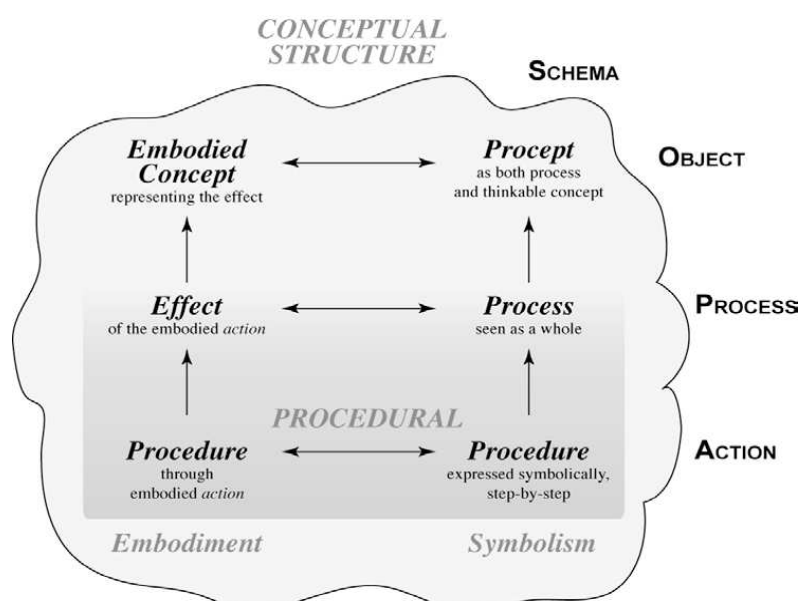 CONCEPTUAL
STRUCTURE
SCHEMA
Embodied
Concept
representing the effect
Procept
as both process
and thinkable concept
OBJECT
Effect
of the embodied action
Process
seen as a whole
PROCESS
PROCEDURAL
Procedure
through
embodied action
Procedure
expressed symbolically,
step-by-step
ACTION
Embodiment
Symbolism